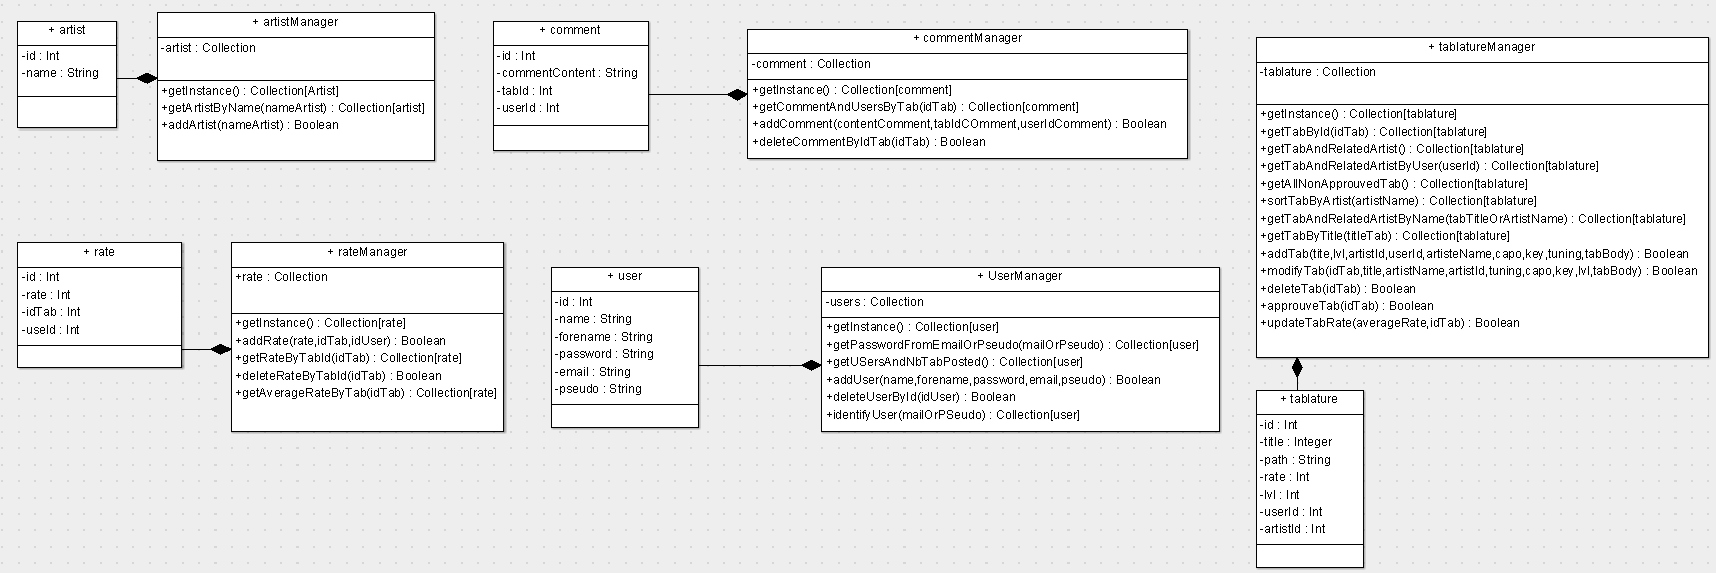 + artist
-id : Int
-name : String
+ artistManager
-artist : Collection
+getInstance() : Collection[Artist]
+getArtistByName(nameArtist) : Collection[artist]
+addArtist(nameArtist) : Boolean
+ comment
-id : Int
-commentContent : String
-tabId : Int
-userId : Int
+ commentManager
-comment : Collection
+getInstance() : Collection[comment]
+getCommentAndUsersByTab(idTab) : Collection[comment]
+addComment(contentComment,tabIdCOmment,userIdComment) : Boolean
+deleteCommentByIdTab(idTab) : Boolean
+ tablatureManager
-tablature : Collection
+getInstance() : Collection[tablature]
+getTabById(idTab) : Collection[tablature]
+getTabAndRelatedArtist() : Collection[tablature]
+getTabAndRelatedArtistByUser(userId) : Collection[tablature]
+getAllNonApprouvedTab() : Collection[tablature]
+sortTabByArtist(artistName) : Collection[tablature]
+getTabAndRelatedArtistByName(tabTitleOrArtistName) : Collection[tablature]
+getTabByTitle(titleTab) : Collection[tablature]
+addTab(tite,lvl,artistId,userId,artisteName,capo,key,tuning,tabBody) : Boolean
+modifyTab(idTab,title,artistName,artistId,tuning,capo,key,lvl,tabBody) : Boolean
+deleteTab(idTab) : Boolean
+approuveTab(idTab) : Boolean
+updateTabRate(averageRate,idTab) : Boolean
+ rate
-id : Int
-rate : Int
-idTab : Int
-useId : Int
+ rateManager
+rate : Collection
+getInstance() : Collection[rate]
+addRate(rate,idTab,idUser) : Boolean
+getRateByTabId(idTab) : Collection[rate]
+deleteRateByTabId(idTab) : Boolean
+getAverageRateByTab(idTab) : Collection[rate]
+ user
-id : Int
-name : String
-forename : String
-password : String
-email : String
-pseudo : String
+ UserManager
-users : Collection
+getInstance() : Collection[user]
+getPasswordFromEmailOrPseudo(mailOrPseudo) : Collection[user]
+getUSersAndNbTabPosted() : Collection[user]
+addUser(name,forename,password,email,pseudo) : Boolean
+deleteUserById(idUser) : Boolean
+identifyUser(mailOrPSeudo) : Collection[user]
+ tablature
-id : Int
-title : Integer
-path : String
-rate : Int
-lvl : Int
-userId : Int
-artistId : Int